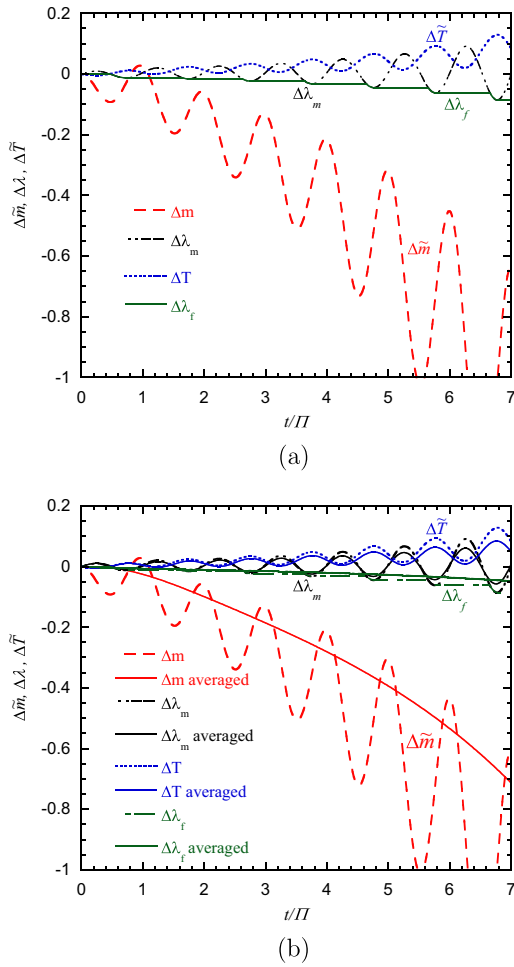 0.2
ΔT̃
0
Δλm
Δλf
-0.2
Δm̃, Δλ, ΔT̃
-0.4
Δm
Δλm
Δm̃
-0.6
ΔT
Δλf
-0.8
-1
0 1 2 3 4 5 6 7
t/Π
(a)
0.2
ΔT̃
0
Δλm
Δλf
-0.2
Δm̃, Δλ, ΔT̃
Δm
Δm averaged
-0.4
Δλm
Δλm averaged
Δm̃
-0.6
ΔT
ΔT averaged
-0.8
Δλf
Δλf averaged
-1
0 1 2 3 4 5 6 7
t/Π
(b)